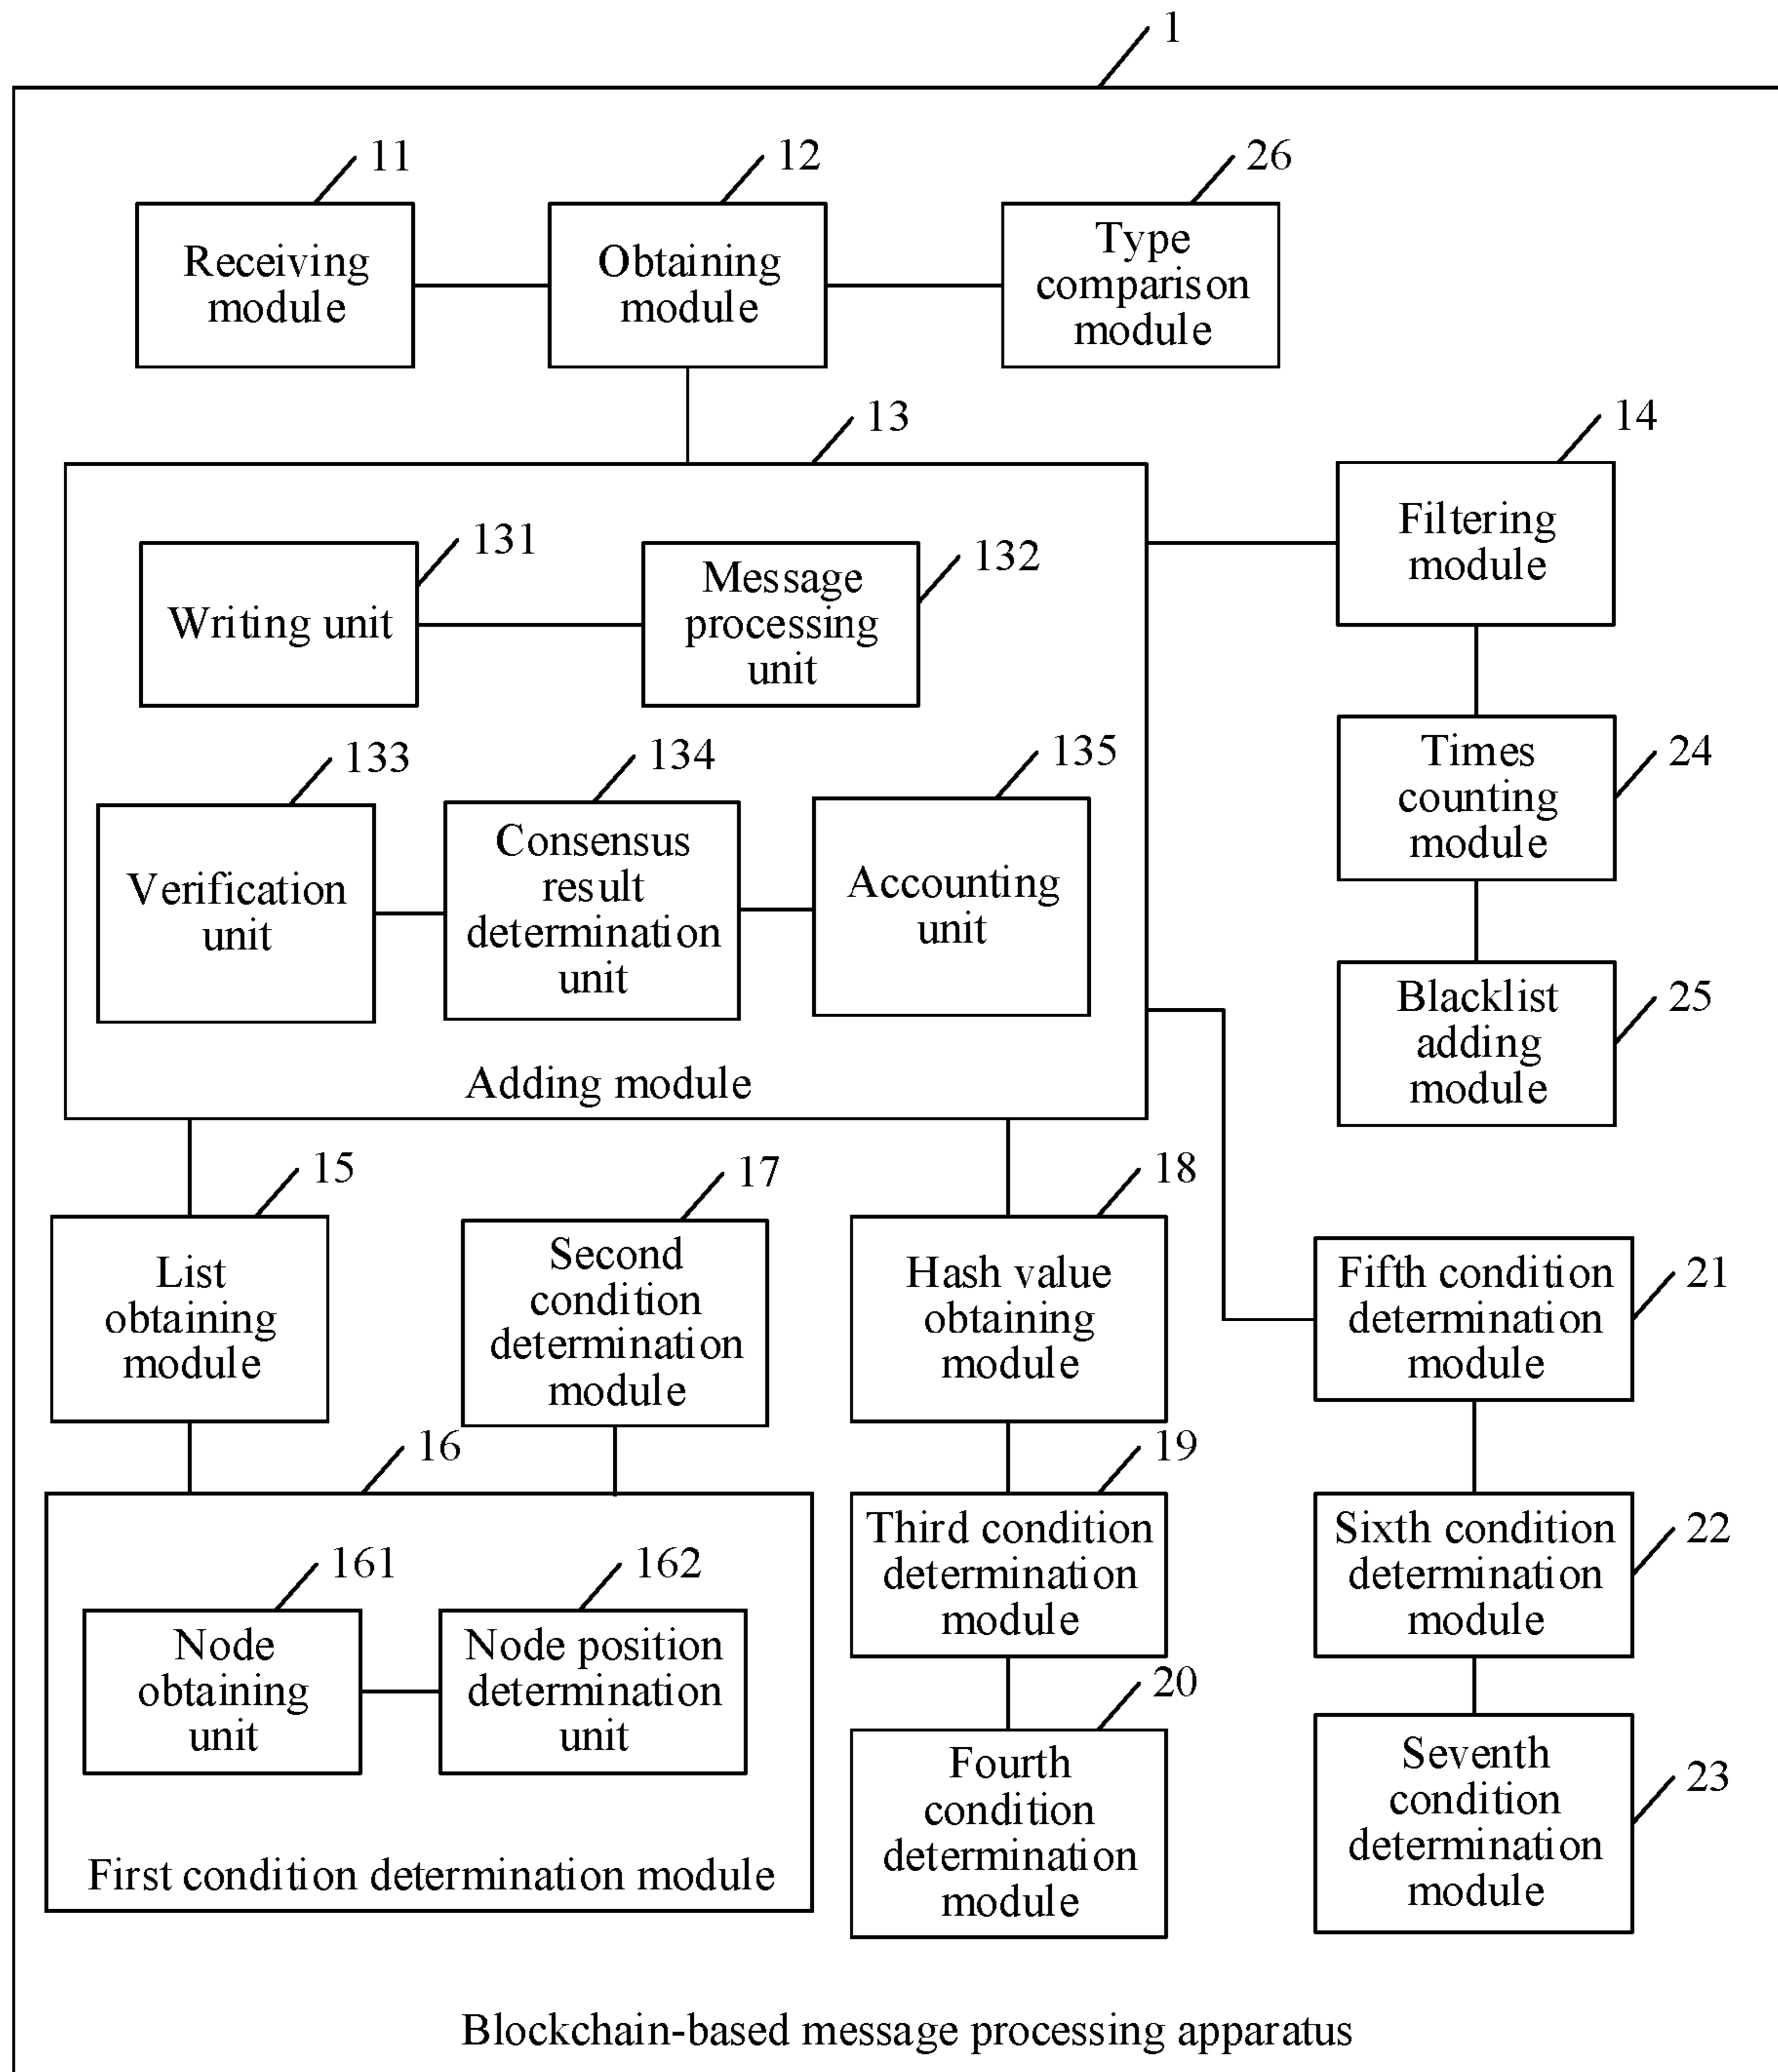 1
11
12
26
Receiving
module
Obtaining
module
Type
comparison
module
13
14
Filtering
module
131
132
Writing unit
Message
processing
unit
133
134
135
Verification
unit
Consensus
result
determination
unit
Accounting
unit
Adding module
Times
counting
module
24
Blacklist
adding
module
25
15
17
18
List
obtaining
module
Second
condition
determination
module
Hash value
obtaining
module
Fifth condition
determination
module
21
16
19
161
162
Node
obtaining
unit
Node position
determination
unit
First condition determination module
Third condition
determination
module
Sixth condition
determination
module
22
20
Fourth
condition
determination
module
Seventh
condition
determination
module
23
Blockchain-based message processing apparatus